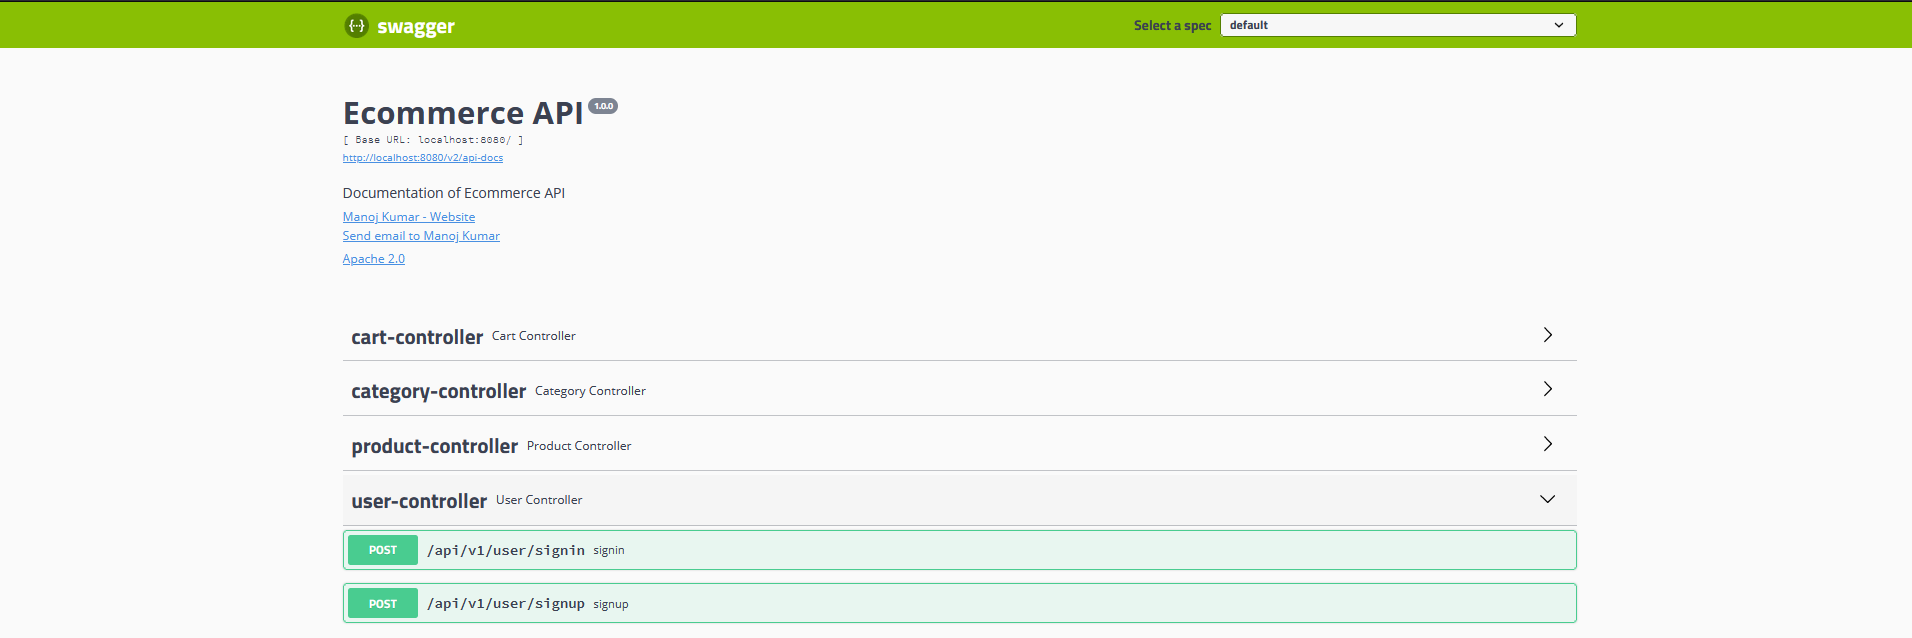 {···} swagger Select a spec default
Ecommerce API 1.0.0
[ Base URL: localhost:8080/ ]
http://localhost:8080/v2/api-docs
Documentation of Ecommerce API
Manoj Kumar - Website
Send email to Manoj Kumar
Apache 2.0
cart-controller Cart Controller
category-controller Category Controller
product-controller Product Controller
user-controller User Controller
POST /api/v1/user/signin signin
POST /api/v1/user/signup signup